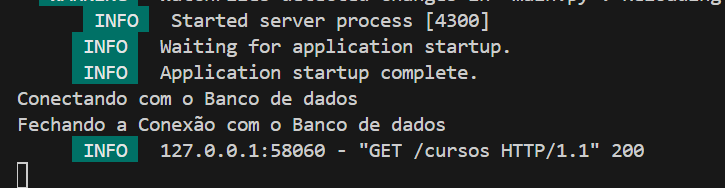 INFO Started server process [4300]
INFO Waiting for application startup.
INFO Application startup complete.
Conectando com o Banco de dados
Fechando a Conexão com o Banco de dados
INFO 127.0.0.1:58060 - "GET /cursos HTTP/1.1" 200